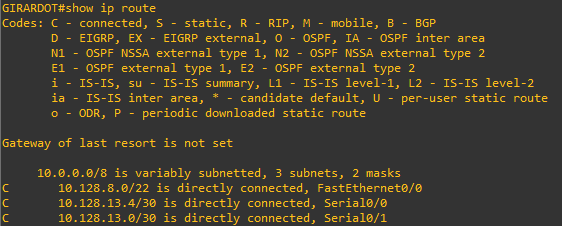 GIRARDOT#show ip route
Codes: C - connected, S - static, R - RIP, M - mobile, B - BGP
       D - EIGRP, EX - EIGRP external, O - OSPF, IA - OSPF inter area
       N1 - OSPF NSSA external type 1, N2 - OSPF NSSA external type 2
       E1 - OSPF external type 1, E2 - OSPF external type 2
       i - IS-IS, su - IS-IS summary, L1 - IS-IS level-1, L2 - IS-IS level-2
       ia - IS-IS inter area, * - candidate default, U - per-user static route
       o - ODR, P - periodic downloaded static route
Gateway of last resort is not set
     10.0.0.0/8 is variably subnetted, 3 subnets, 2 masks
C       10.128.8.0/22 is directly connected, FastEthernet0/0
C       10.128.13.4/30 is directly connected, Serial0/0
C       10.128.13.0/30 is directly connected, Serial0/1